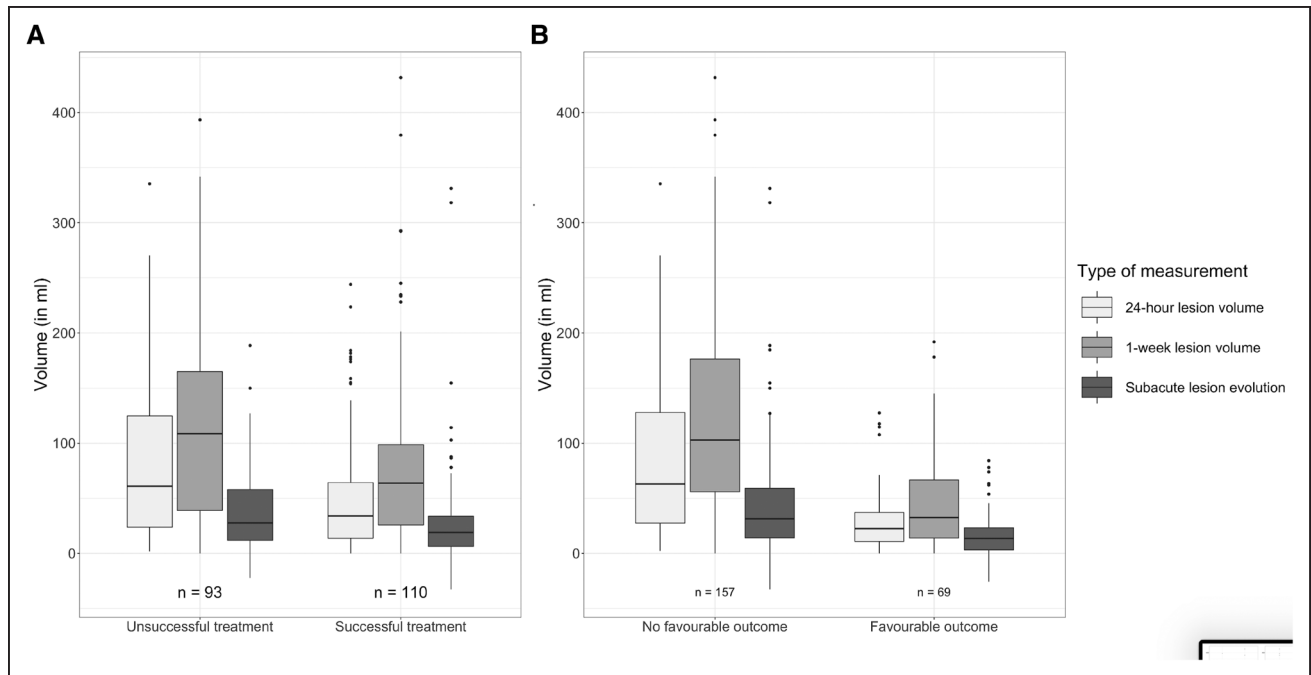 A
B
Volume (in ml)
400
300
200
100
0
n = 93
n = 110
Unsuccessful treatment
Successful treatment
Volume (in ml)
400
300
200
100
0
n = 157
n = 69
No favourable outcome
Favourable outcome
Type of measurement
24-hour lesion volume
1-week lesion volume
Subacute lesion evolution